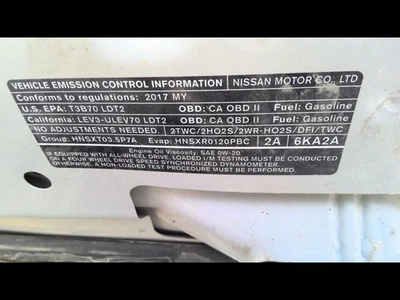 VEHICLE EMISSION CONTROL INFORMATION NISSAN MOTOR CO., LTD
Conforms to regulations: 2017 MY
U.S. EPA: T3B70 LDT2 OBD: CA OBD II Fuel: Gasoline
California: LEV3-ULEV70 LDT2 OBD: CA OBD II Fuel: Gasoline
NO ADJUSTMENTS NEEDED. 2TWC/2HO2S/2WR-HO2S/DFI/TWC
Group: HNSXT03.5P7A Evap: HNSXR0120PBC 2A 6KA2A
Engine Oil Viscosity: SAE 0W-20
IF EQUIPPED WITH ALL-WHEEL DRIVE, LOADED-MODE TEST MUST BE
PERFORMED ON A FOUR WHEEL SPEED SYNCHRONIZED DYNAMOMETER.
OTHERWISE, A NON-LOADED TEST PROCEDURE MUST BE PERFORMED.